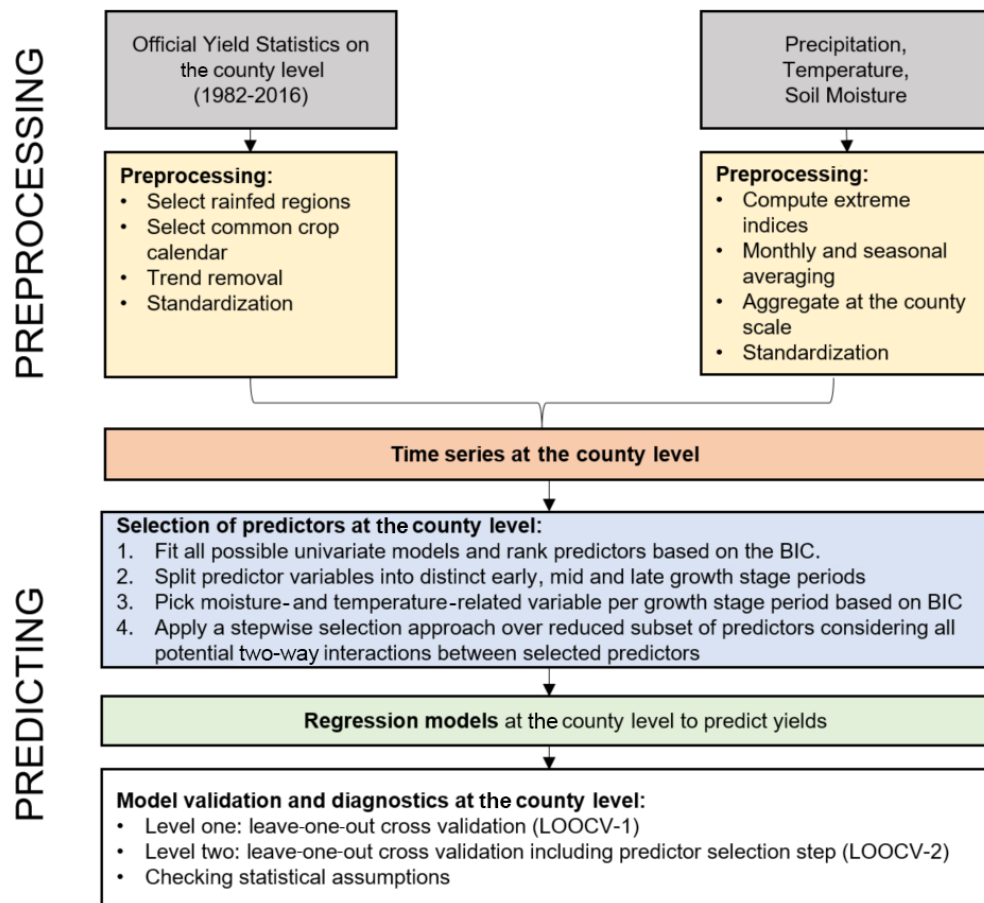 PREPROCESSING
Official Yield Statistics on
the county level
(1982-2016)
Precipitation,
Temperature,
Soil Moisture
Preprocessing:
• Select rainfed regions
• Select common crop
calendar
• Trend removal
• Standardization
Preprocessing:
• Compute extreme
indices
• Monthly and seasonal
averaging
• Aggregate at the county
scale
• Standardization
Time series at the county level
PREDICTING
Selection of predictors at the county level:
1. Fit all possible univariate models and rank predictors based on the BIC.
2. Split predictor variables into distinct early, mid and late growth stage periods
3. Pick moisture-and temperature-related variable per growth stage period based on BIC
4. Apply a stepwise selection approach over reduced subset of predictors considering all
potential two-way interactions between selected predictors
Regression models at the county level to predict yields
Model validation and diagnostics at the county level:
• Level one: leave-one-out cross validation (LOOCV-1)
• Level two: leave-one-out cross validation including predictor selection step (LOOCV-2)
• Checking statistical assumptions